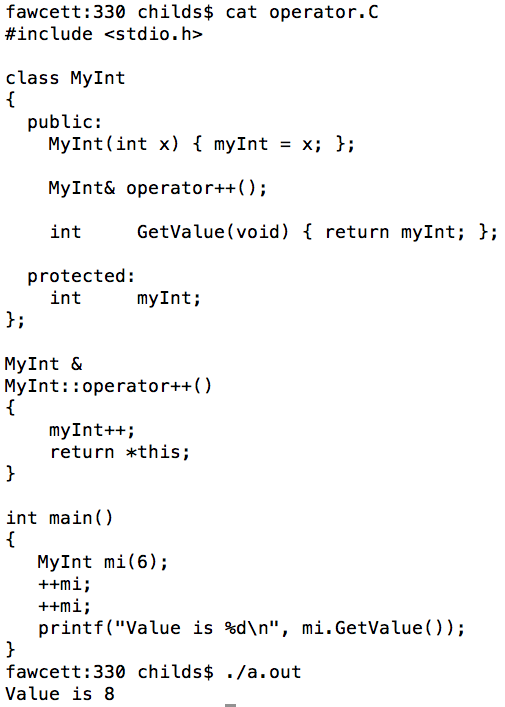 fawcett:330 childs$ cat operator.C
#include <stdio.h>

class MyInt
{
  public:
    MyInt(int x) { myInt = x; };

    MyInt& operator++();

    int     GetValue(void) { return myInt; };

  protected:
    int     myInt;
};

MyInt &
MyInt::operator++()
{
    myInt++;
    return *this;
}

int main()
{
   MyInt mi(6);
   ++mi;
   ++mi;
   printf("Value is %d\n", mi.GetValue());
}
fawcett:330 childs$ ./a.out
Value is 8